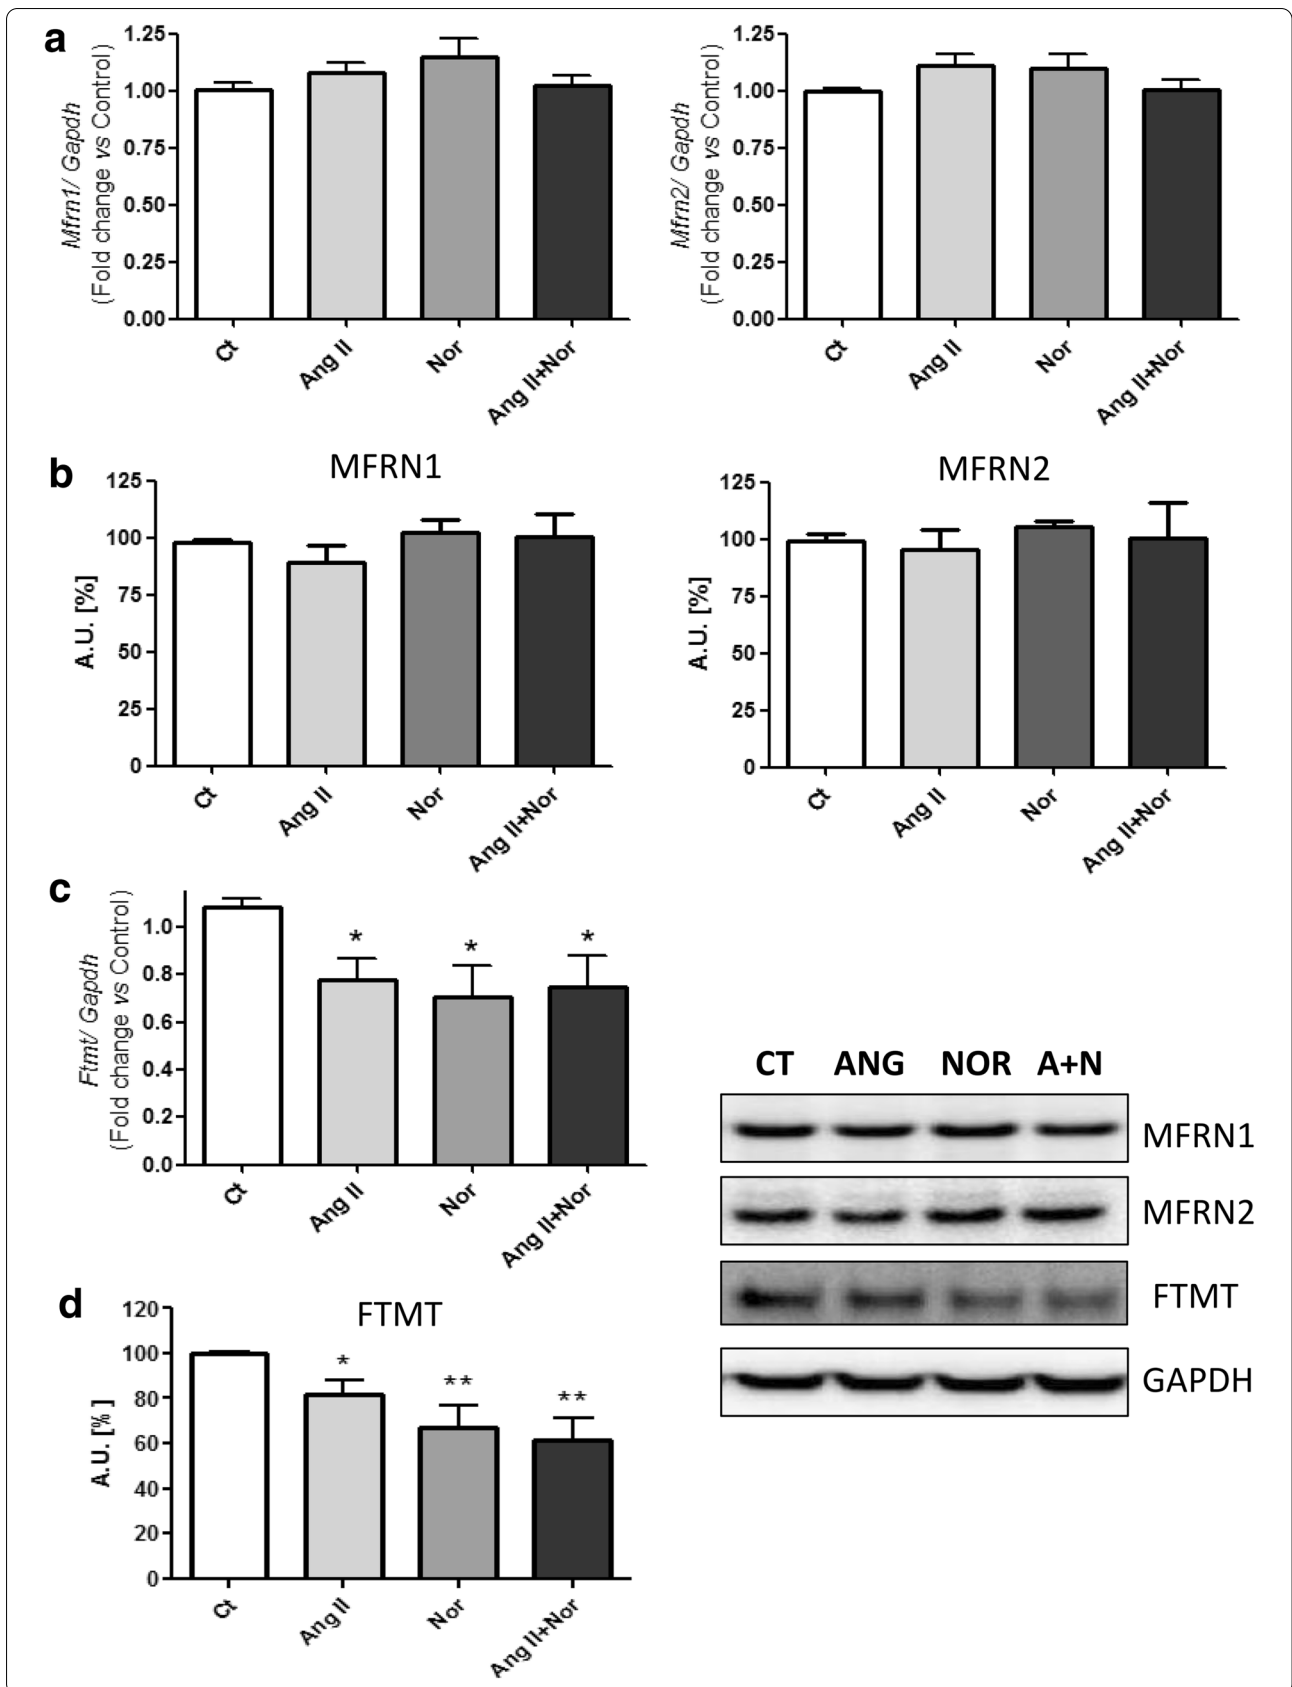 a
Mfrn1/ Gapdh
(Fold change vs Control)
1.25
1.00
0.75
0.50
0.25
0.00
Ct
Ang II
Nor
Ang II+Nor
Mfrn2/ Gapdh
(Fold change vs Control)
1.25
1.00
0.75
0.50
0.25
0.00
Ct
Ang II
Nor
Ang II+Nor
b
MFRN1
A.U. [%]
125
100
75
50
25
0
Ct
Ang II
Nor
Ang II+Nor
MFRN2
A.U. [%]
125
100
75
50
25
0
Ct
Ang II
Nor
Ang II+Nor
c
Ftmt/ Gapdh
(Fold change vs Control)
1.0
0.8
0.6
0.4
0.2
0.0
*
*
*
Ct
Ang II
Nor
Ang II+Nor
CT ANG NOR A+N
MFRN1
MFRN2
FTMT
GAPDH
d
FTMT
A.U. [% ]
120
100
80
60
40
20
0
*
**
**
Ct
Ang II
Nor
Ang II+Nor